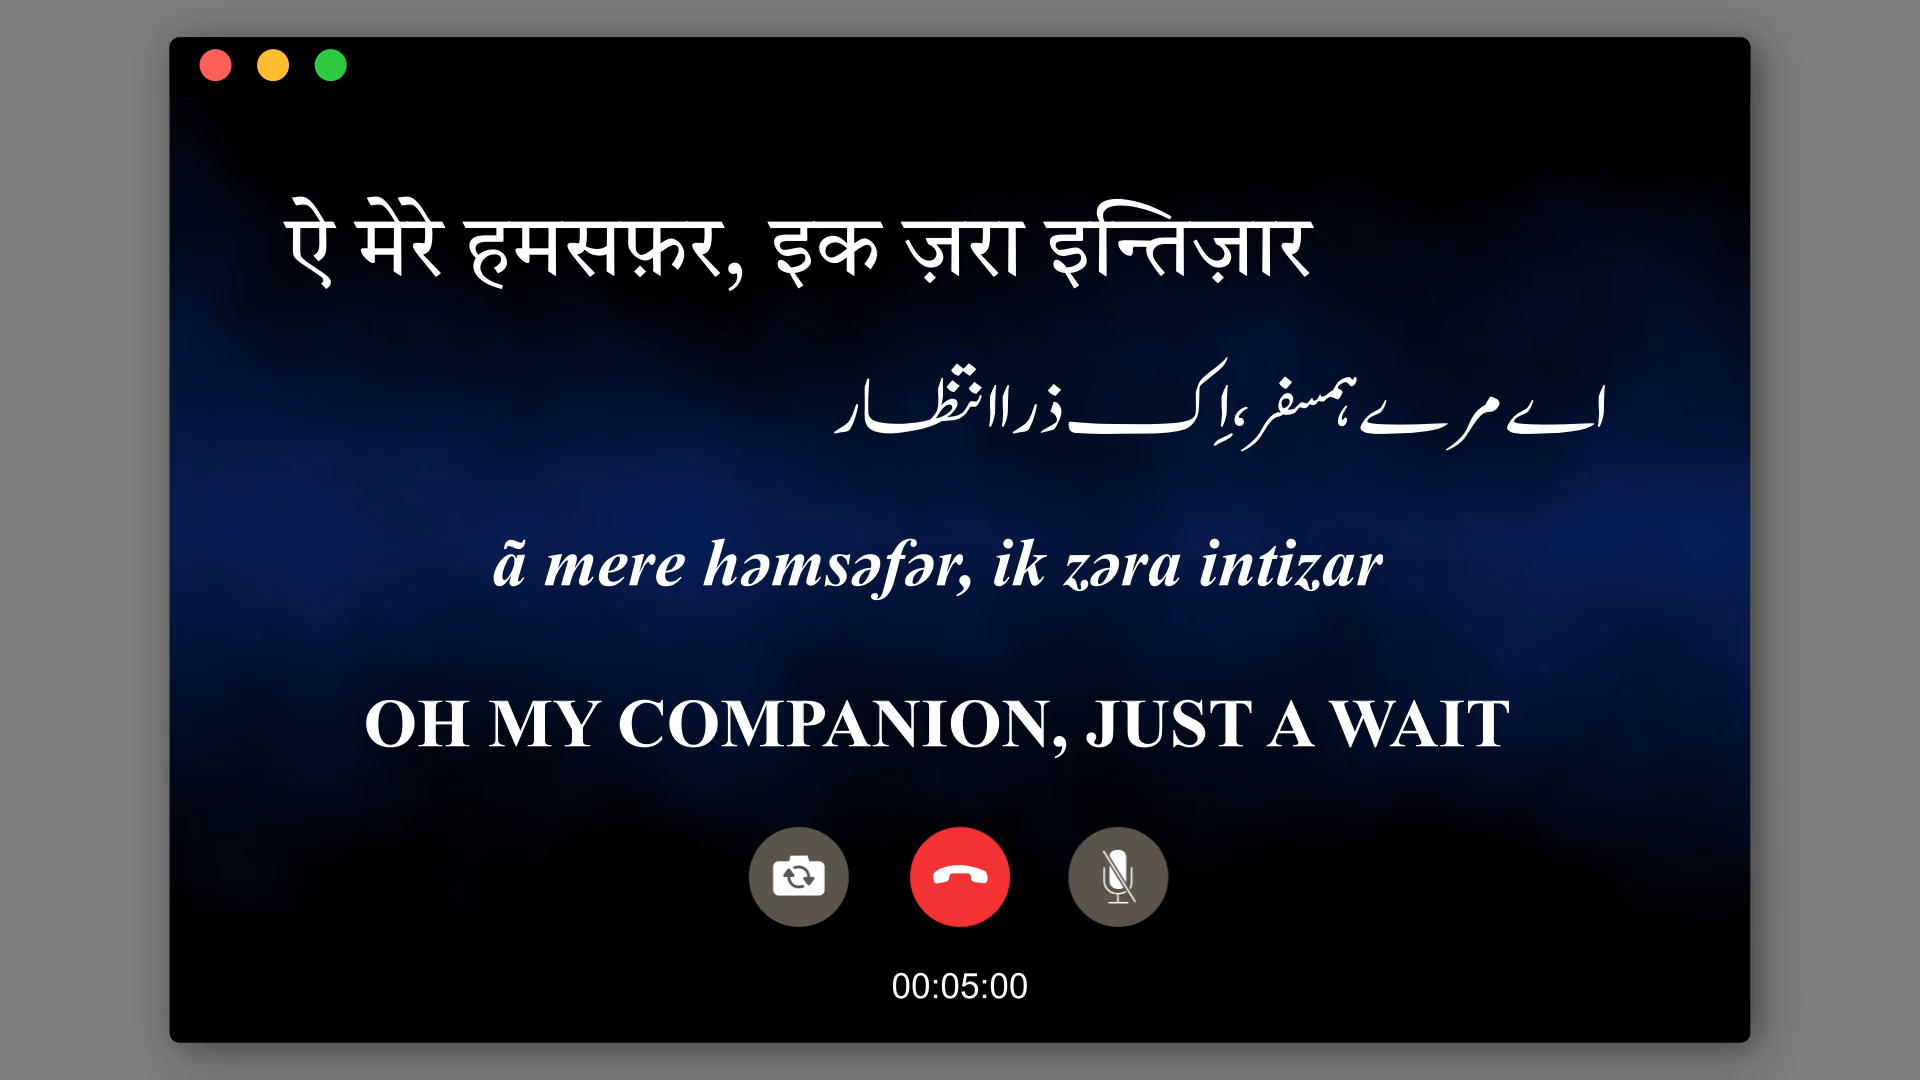 ऐ मेरे हमसफ़र, इक ज़रा इन्तिज़ार
اے مرے ہمسفر، اِک ذرا انتظار
ã mere həmsəfər, ik zəra intizar
OH MY COMPANION, JUST A WAIT
00:05:00